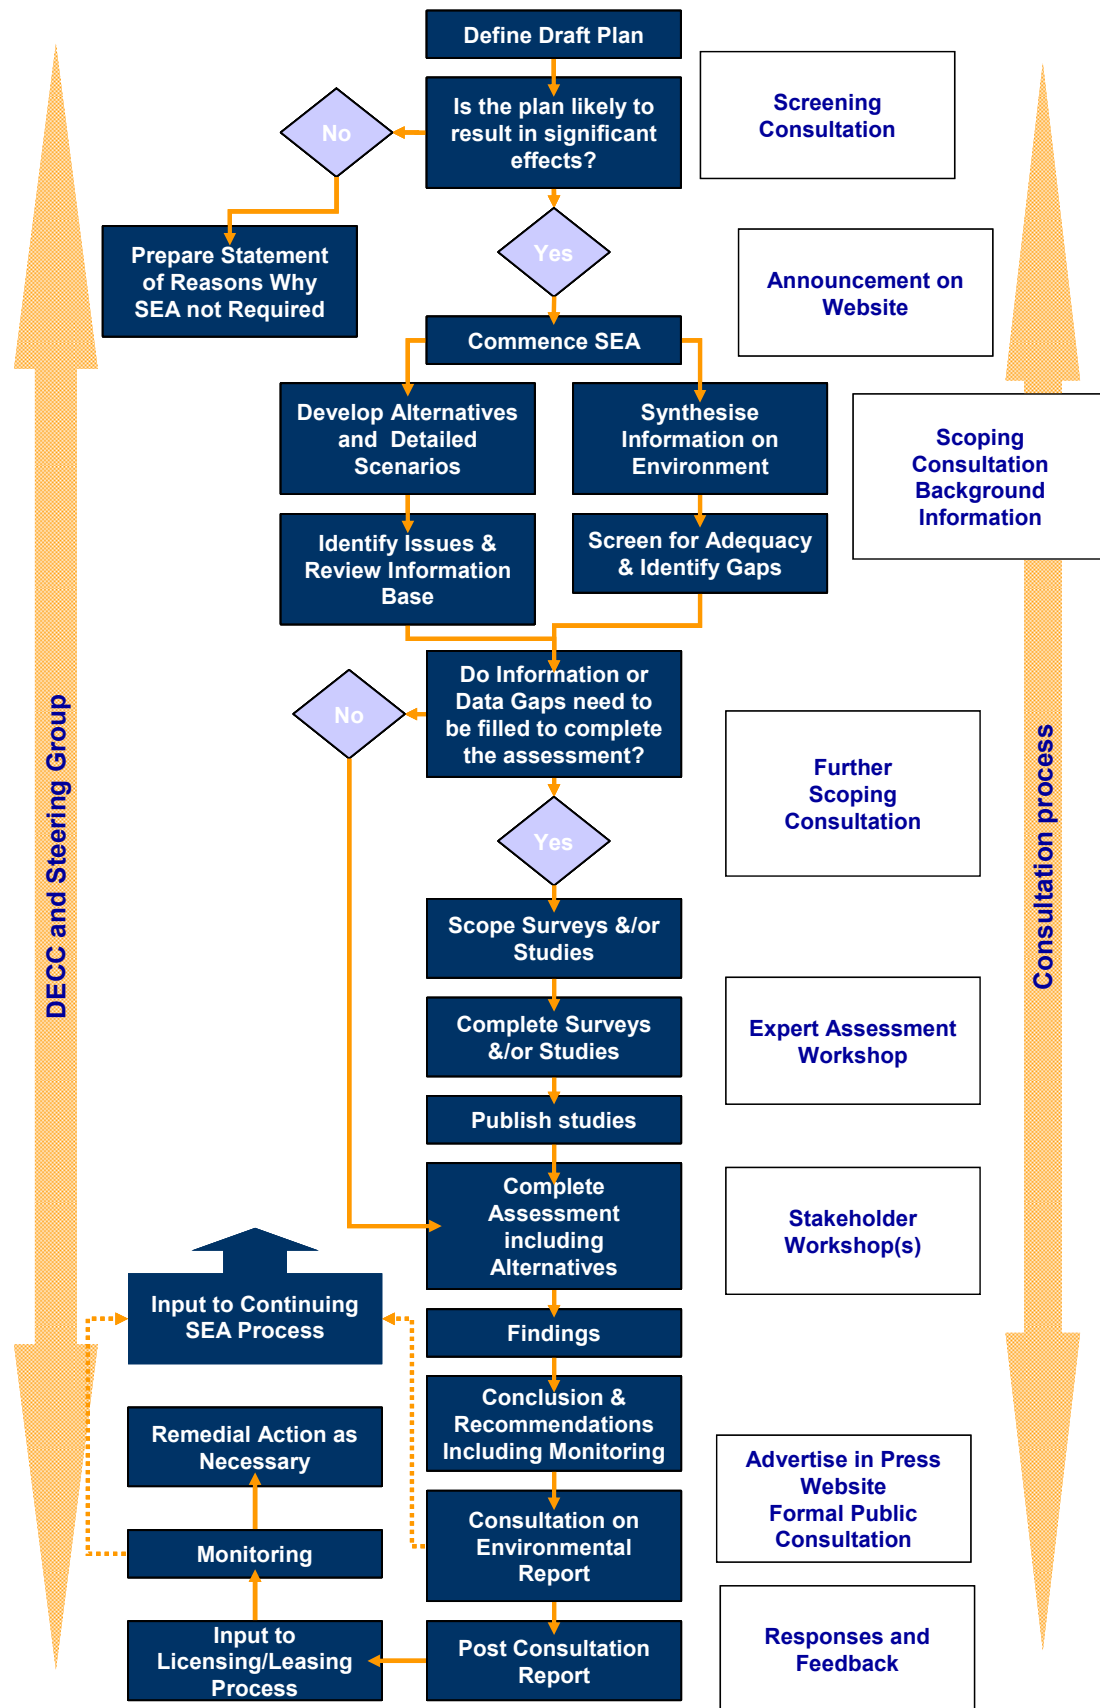 Define Draft Plan
Is the plan likely to
result in significant
effects?
Screening
Consultation
No
Prepare Statement
of Reasons Why
SEA not Required
Yes
Announcement on
Website
Commence SEA
Develop Alternatives
and Detailed
Scenarios
Synthesise
Information on
Environment
Scoping
Consultation
Background
Information
Identify Issues &
Review Information
Base
Screen for Adequacy
& Identify Gaps
Do Information or
Data Gaps need to
be filled to complete
the assessment?
No
Further
Scoping
Consultation
Yes
DECC and Steering Group
Consultation process
Scope Surveys &/or
Studies
Complete Surveys
&/or Studies
Expert Assessment
Workshop
Publish studies
Complete
Assessment
including
Alternatives
Stakeholder
Workshop(s)
Input to Continuing
SEA Process
Findings
Conclusion &
Recommendations
Including Monitoring
Remedial Action as
Necessary
Advertise in Press
Website
Formal Public
Consultation
Consultation on
Environmental
Report
Monitoring
Input to
Licensing/Leasing
Process
Post Consultation
Report
Responses and
Feedback